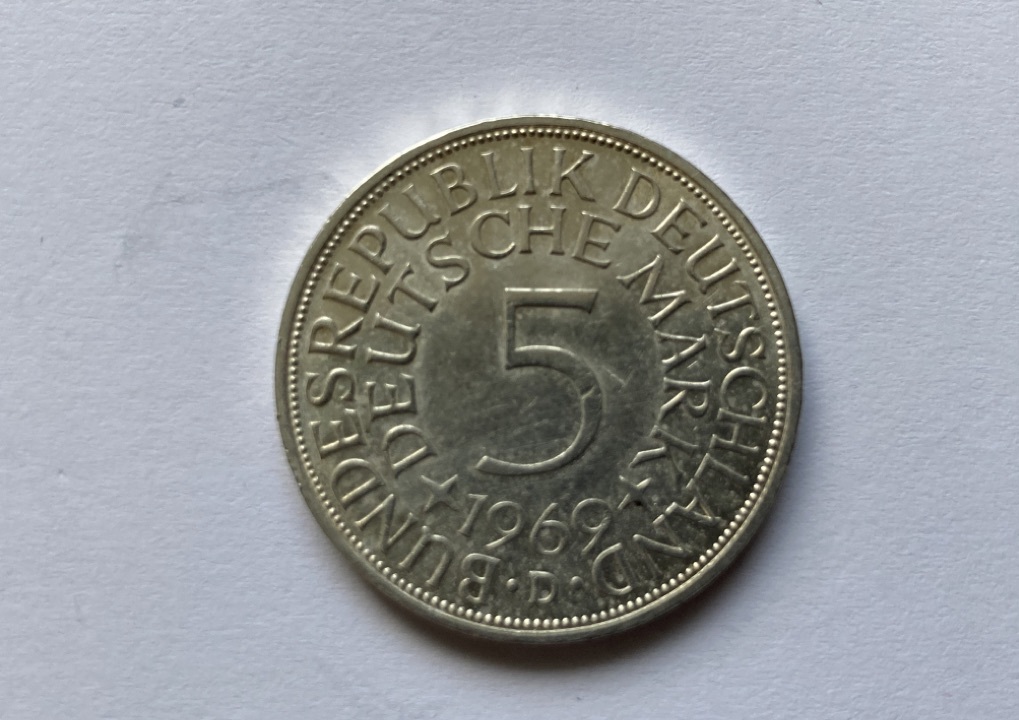 BUNDESREPUBLIK DEUTSCHLAND
DEUTSCHE MARK
5
1969
· D ·